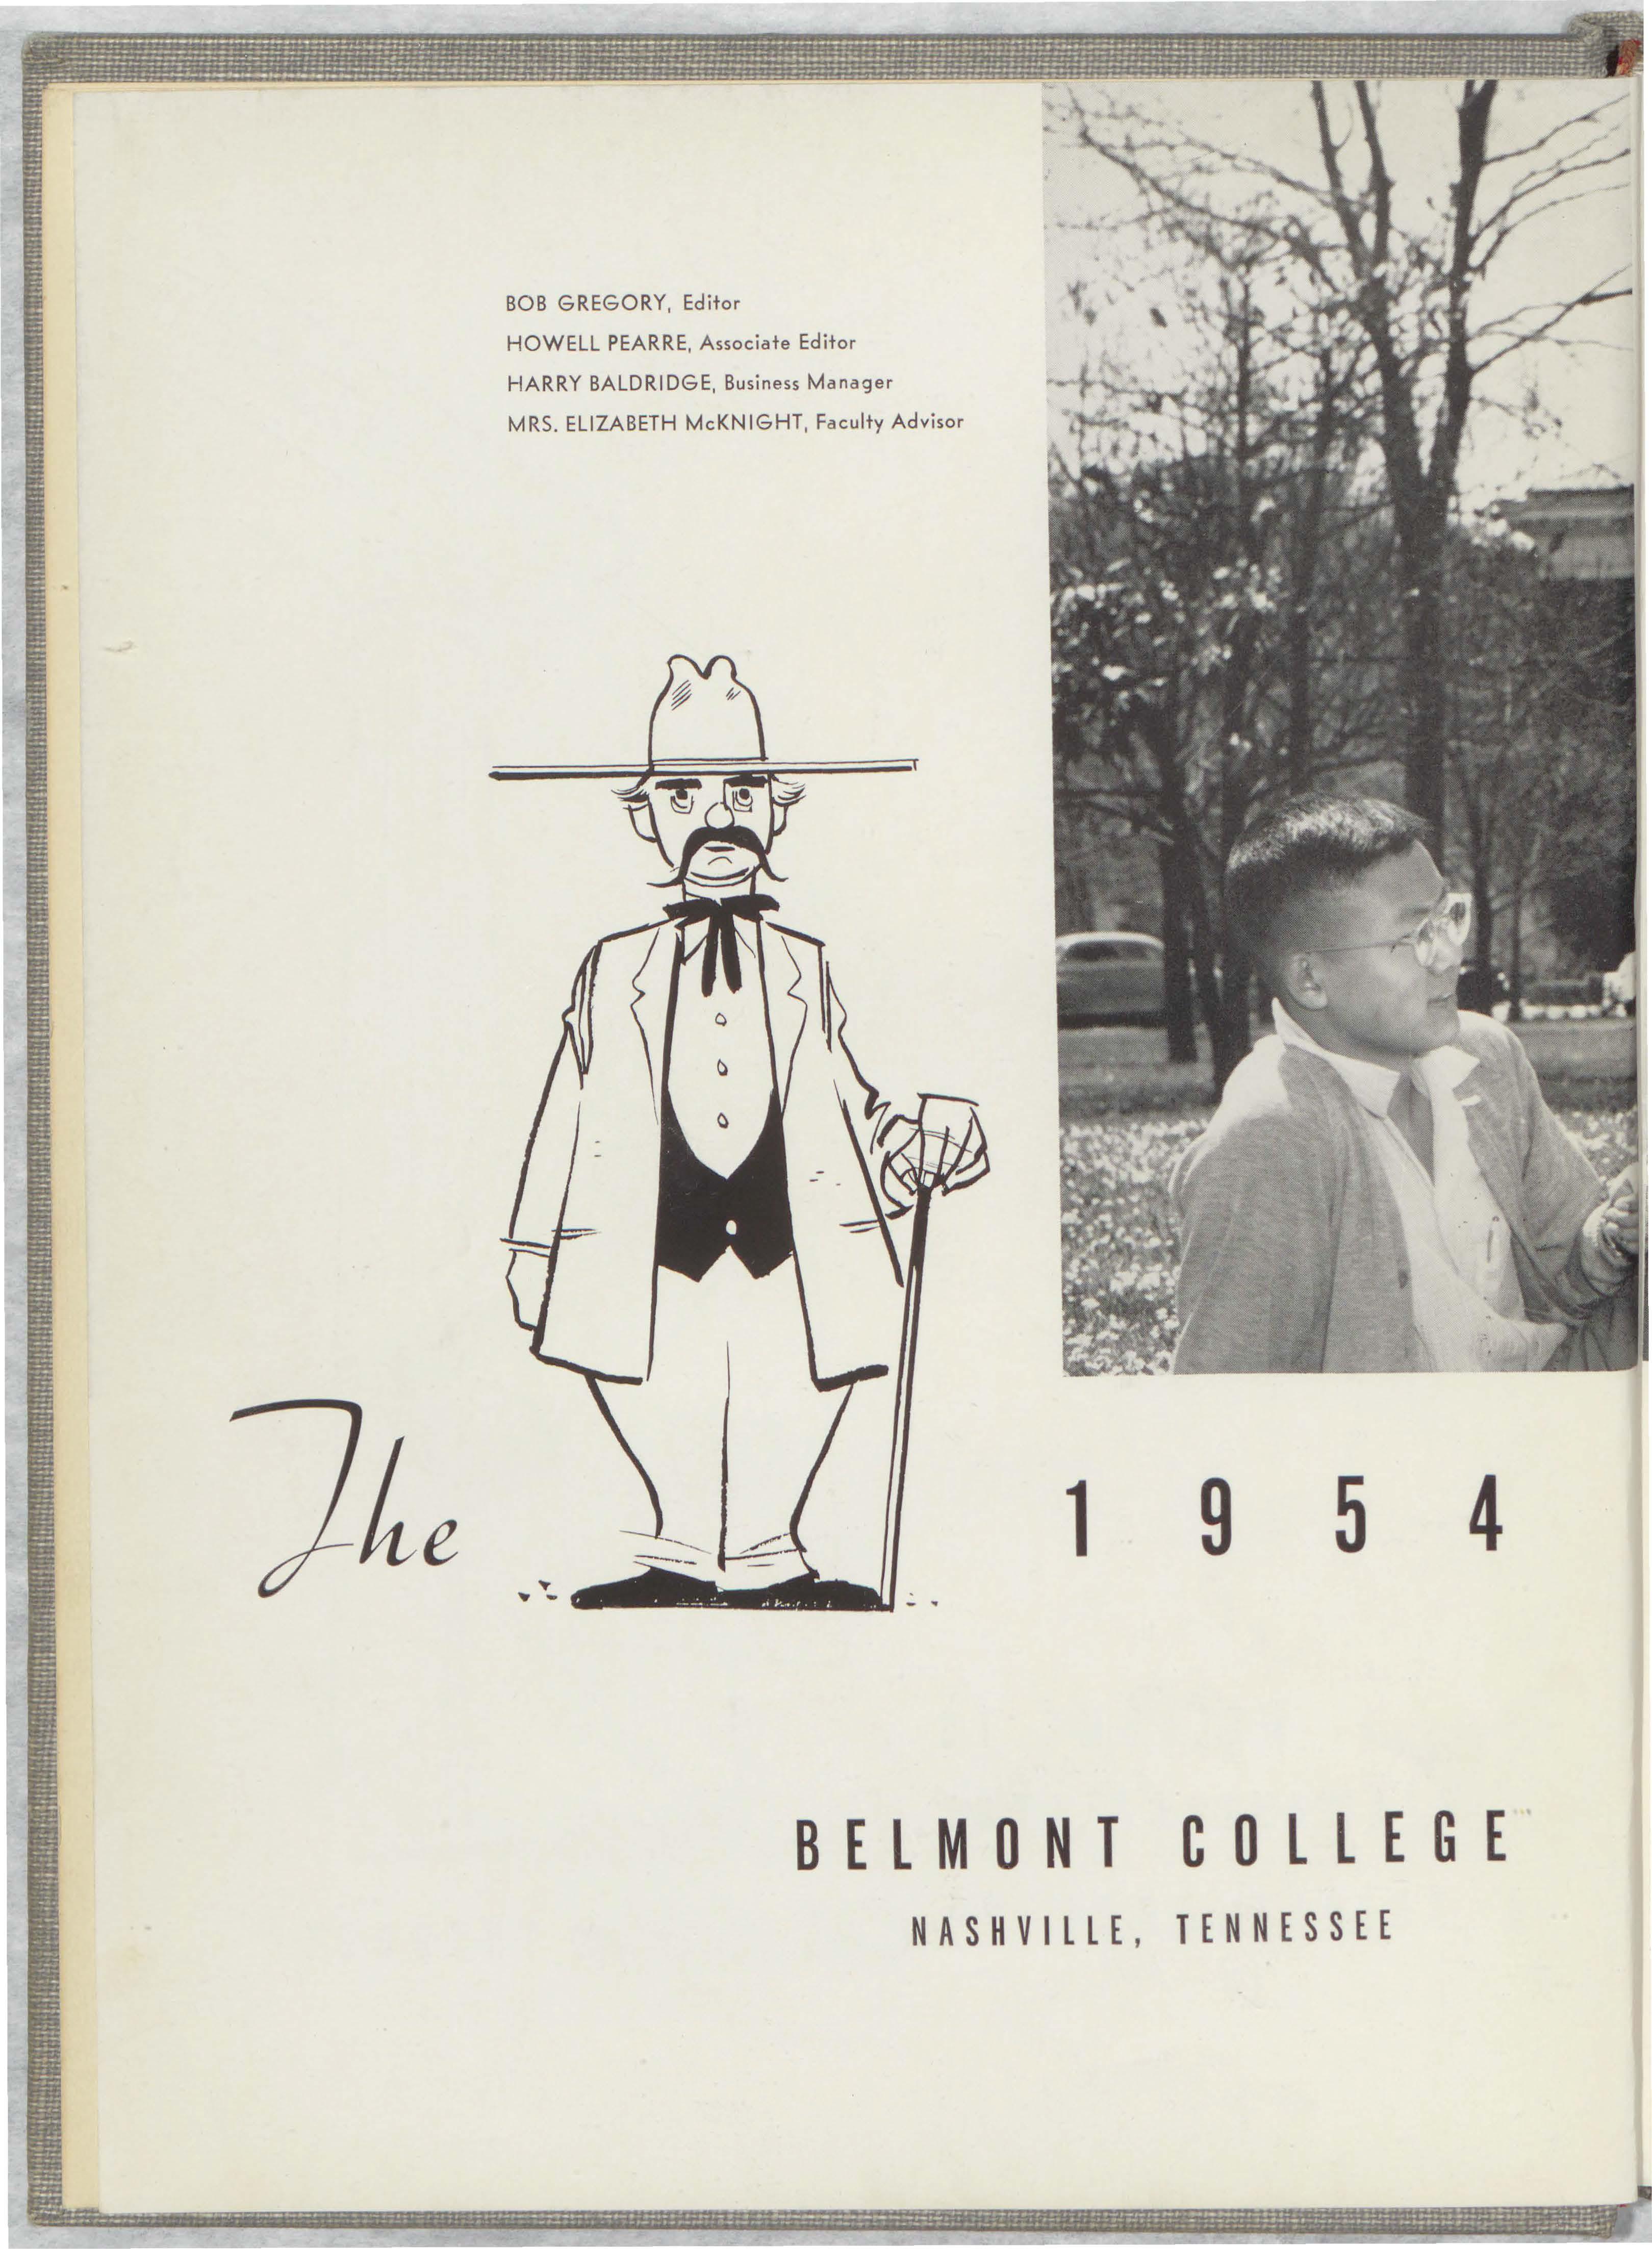 BOB GREGORY, Editor
HOWELL PEARRE, Associate Editor
HARRY BALDRIDGE, Business Manager
MRS. ELIZABETH McKNIGHT, Faculty Advisor
The
1954
BELMONT COLLEGE
NASHVILLE, TENNESSEE